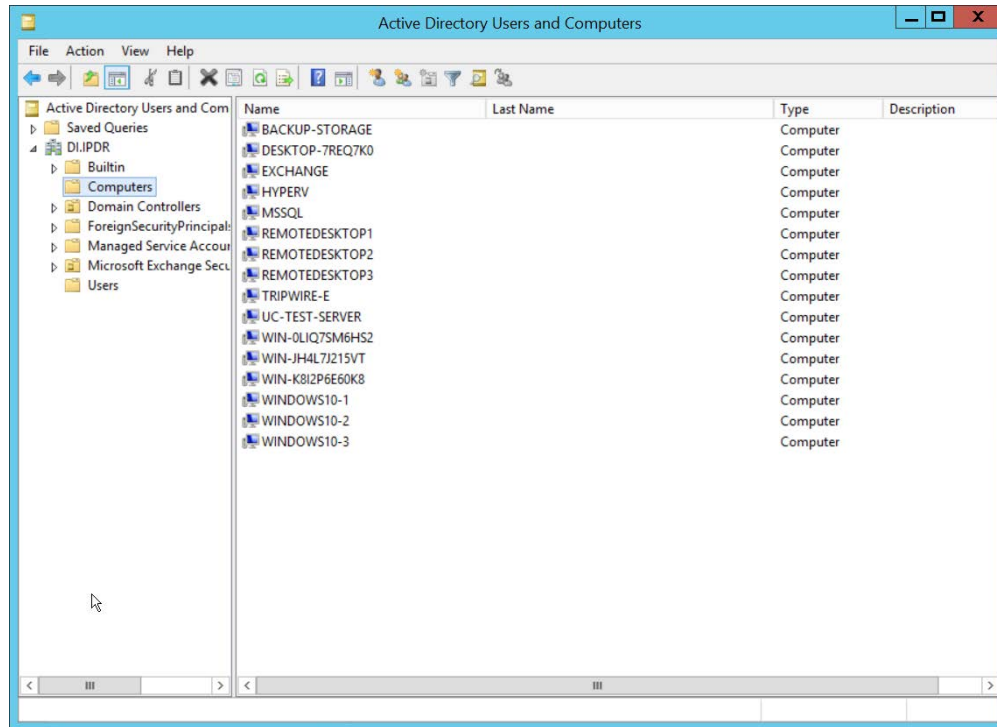 Active Directory Users and Computers
File Action View Help
Active Directory Users and Com
Saved Queries
DI.IPDR
Builtin
Computers
Domain Controllers
ForeignSecurityPrincipals
Managed Service Accour
Microsoft Exchange Secu
Users
Name Last Name Type Description
BACKUP-STORAGE Computer
DESKTOP-7REQ7K0 Computer
EXCHANGE Computer
HYPERV Computer
MSSQL Computer
REMOTEDESKTOP1 Computer
REMOTEDESKTOP2 Computer
REMOTEDESKTOP3 Computer
TRIPWIRE-E Computer
UC-TEST-SERVER Computer
WIN-0LIQ7SM6HS2 Computer
WIN-JH4L7J215VT Computer
WIN-K8I2P6E60K8 Computer
WINDOWS10-1 Computer
WINDOWS10-2 Computer
WINDOWS10-3 Computer